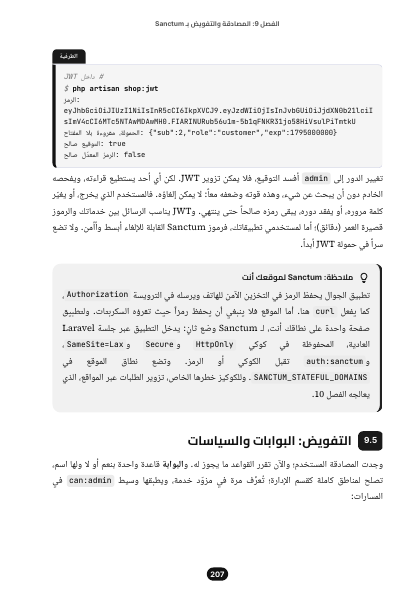 الفصل 9: المصادقة والتفويض بـ Sanctum
الطرفية
# داخل JWT
$ php artisan shop:jwt
الرمز:
eyJhbGciOiJIUzI1NiIsInR5cCI6IkpXVCJ9.eyJzdWIiOjIsInJvbGUiOiJjdXN0b21lciI
sImV4cCI6MTc5NTAwMDAwMH0.FIARINURub56u1m-5b1qFNKR31jo58HiVsulPiTmtkU
الحمولة، مقروءة بلا المفتاح: {"sub":2,"role":"customer","exp":1795000000}
التوقيع صالح: true
الرمز المعدّل صالح: false
تغيير الدور إلى admin أفسد التوقيع، فلا يمكن تزوير JWT. لكن أي أحد يستطيع قراءته، ويفحصه
الخادم دون أن يبحث عن شيء، وهذه قوته وضعفه معاً: لا يمكن إلغاؤه. فالمستخدم الذي يخرج، أو يغيّر
كلمة مروره، أو يفقد دوره، يبقى رمزه صالحاً حتى ينتهي. وJWT يناسب الرسائل بين خدماتك والرموز
قصيرة العمر (دقائق)؛ أما لمستخدمي تطبيقاتك، فرموز Sanctum القابلة للإلغاء أبسط وآمن. ولا تضع
سراً في حمولة JWT أبداً.
ملاحظة: Sanctum لموقعك أنت
تطبيق الجوال يحفظ الرمز في التخزين الآمن للهاتف ويرسله في الترويسة Authorization،
كما يفعل curl هنا. أما الموقع فلا ينبغي أن يحفظ رمزاً حيث تقرؤه السكربتات. ولتطبيق
صفحة واحدة على نطاقك أنت، لـ Sanctum وضع ثانٍ: يدخل التطبيق عبر جلسة Laravel
العادية، المحفوظة في كوكي HttpOnly و Secure و SameSite=Lax،
و auth:sanctum تقبل الكوكي أو الرمز. وتضع نطاق الموقع في
SANCTUM_STATEFUL_DOMAINS. وللكوكيز خطرها الخاص، تزوير الطلبات عبر المواقع، الذي
يعالجه الفصل 10.
9.5 التفويض: البوابات والسياسات
وجدت المصادقة المستخدم؛ والآن تقرر القواعد ما يجوز له. والبوابة قاعدة واحدة بنعم أو لا ولها اسم،
تصلح لمناطق كاملة كقسم الإدارة؛ تُعرَّف مرة في مزوّد خدمة، ويطبقها وسيط can:admin في
المسارات:
207